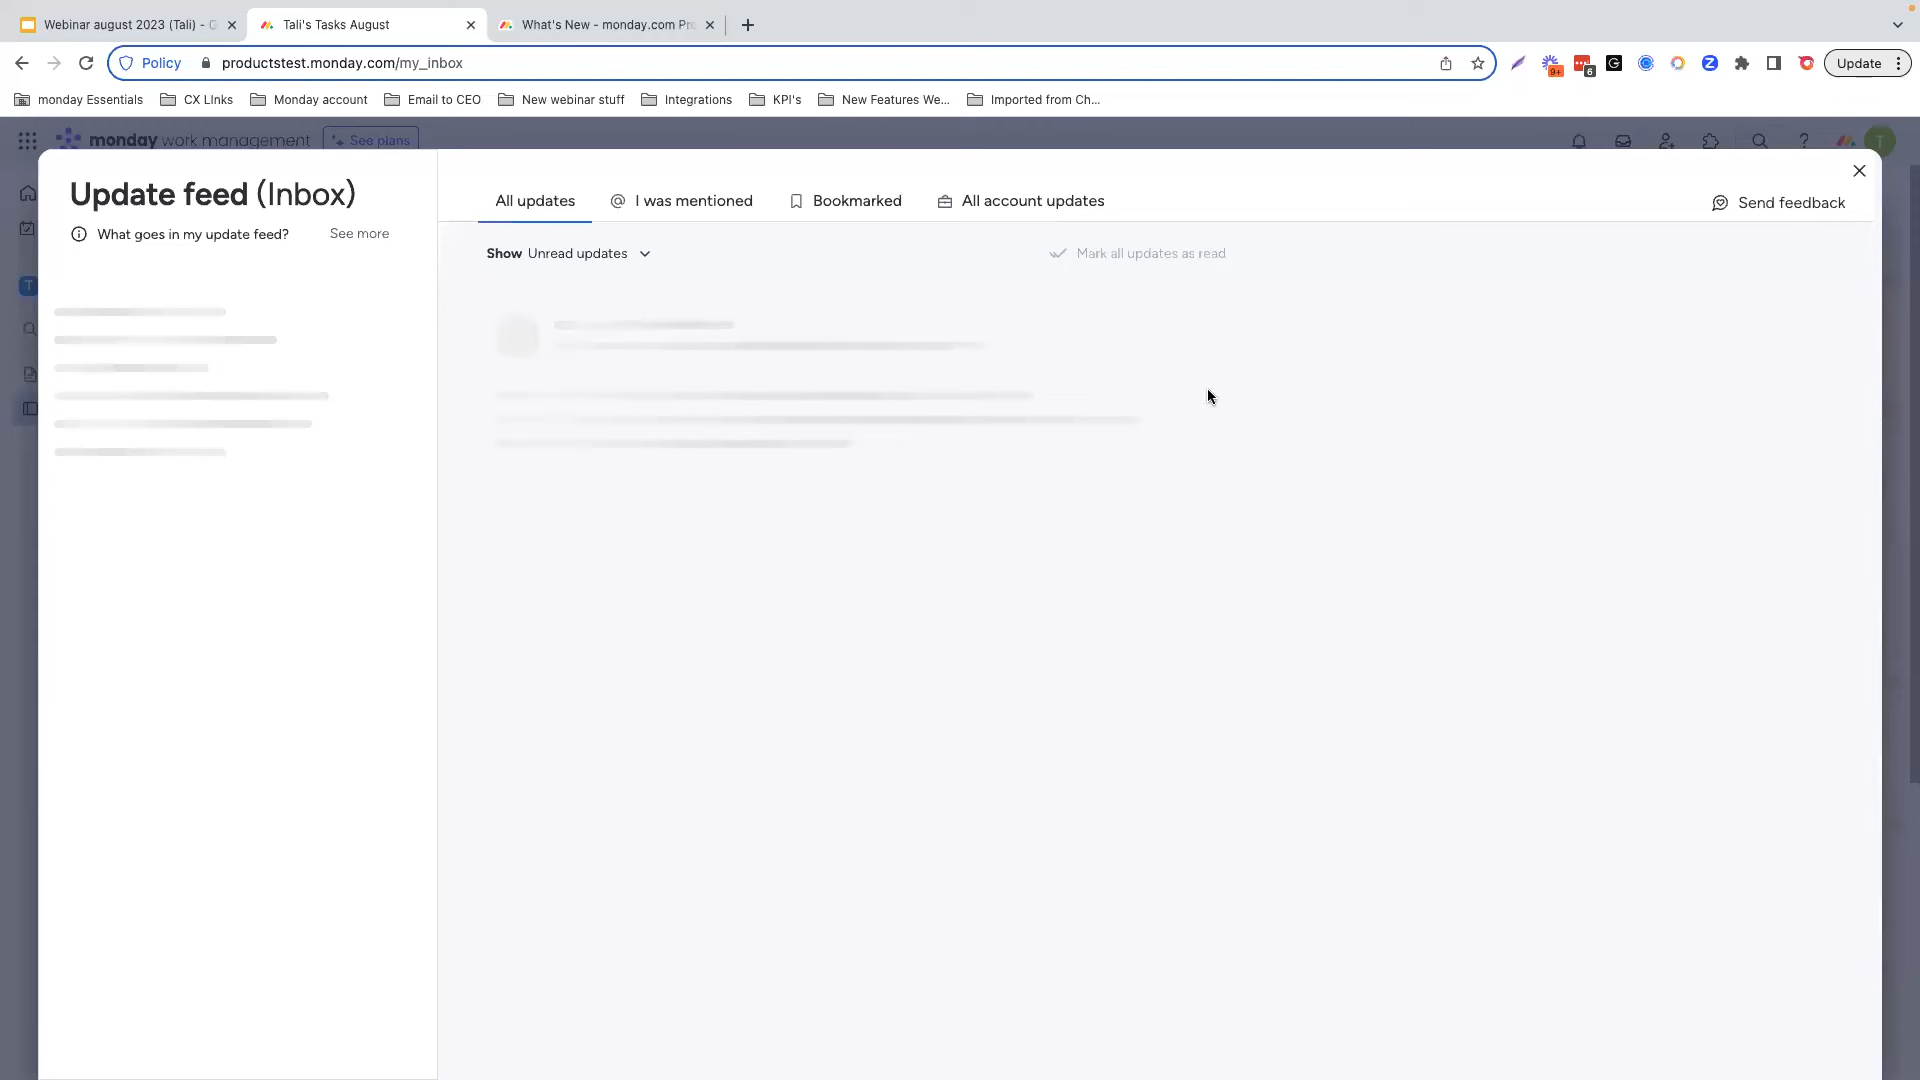 Webinar august 2023 (Tali) - G
Tali's Tasks August
What's New - monday.com Pr
Policy
productstest.monday.com/my_inbox
9+
6
Update
monday Essentials
CX LInks
Monday account
Email to CEO
New webinar stuff
Integrations
KPI's
New Features We...
Imported from Ch...
monday work management
See plans
T
Update feed (Inbox)
What goes in my update feed?
See more
All updates
I was mentioned
Bookmarked
All account updates
Send feedback
Show Unread updates
Mark all updates as read
T